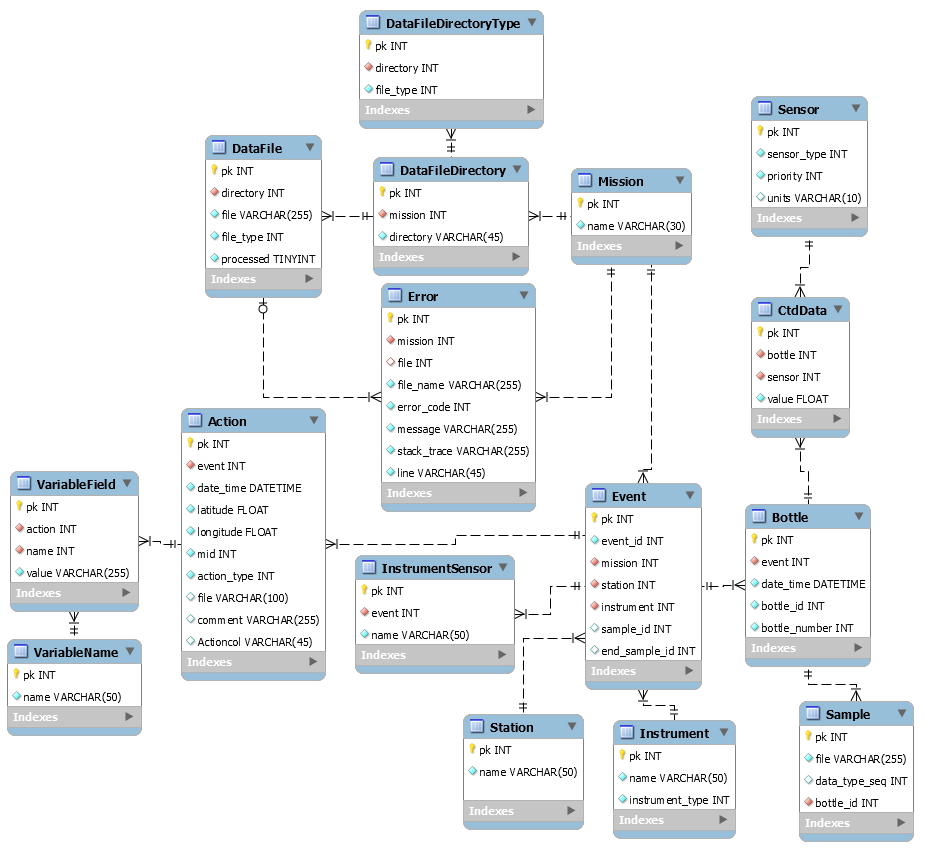 DataFileDirectoryType
pk INT
directory INT
file_type INT
Indexes
DataFile
pk INT
directory INT
file VARCHAR(255)
file_type INT
processed TINYINT
Indexes
DataFileDirectory
pk INT
mission INT
directory VARCHAR(45)
Indexes
Mission
pk INT
name VARCHAR(30)
Indexes
Sensor
pk INT
sensor_type INT
priority INT
units VARCHAR(10)
Indexes
Error
pk INT
mission INT
file INT
file_name VARCHAR(255)
error_code INT
message VARCHAR(255)
stack_trace VARCHAR(255)
line VARCHAR(45)
Indexes
CtdData
pk INT
bottle INT
sensor INT
value FLOAT
Indexes
Action
pk INT
event INT
date_time DATETIME
latitude FLOAT
longitude FLOAT
mid INT
action_type INT
file VARCHAR(100)
comment VARCHAR(255)
Actioncol VARCHAR(45)
Indexes
VariableField
pk INT
action INT
name INT
value VARCHAR(255)
Indexes
VariableName
pk INT
name VARCHAR(50)
Indexes
InstrumentSensor
pk INT
event INT
name VARCHAR(50)
Indexes
Event
pk INT
event_id INT
mission INT
station INT
instrument INT
sample_id INT
end_sample_id INT
Indexes
Bottle
pk INT
event INT
date_time DATETIME
bottle_id INT
bottle_number INT
Indexes
Station
pk INT
name VARCHAR(50)
Indexes
Instrument
pk INT
name VARCHAR(50)
instrument_type INT
Indexes
Sample
pk INT
file VARCHAR(255)
data_type_seq INT
bottle_id INT
Indexes